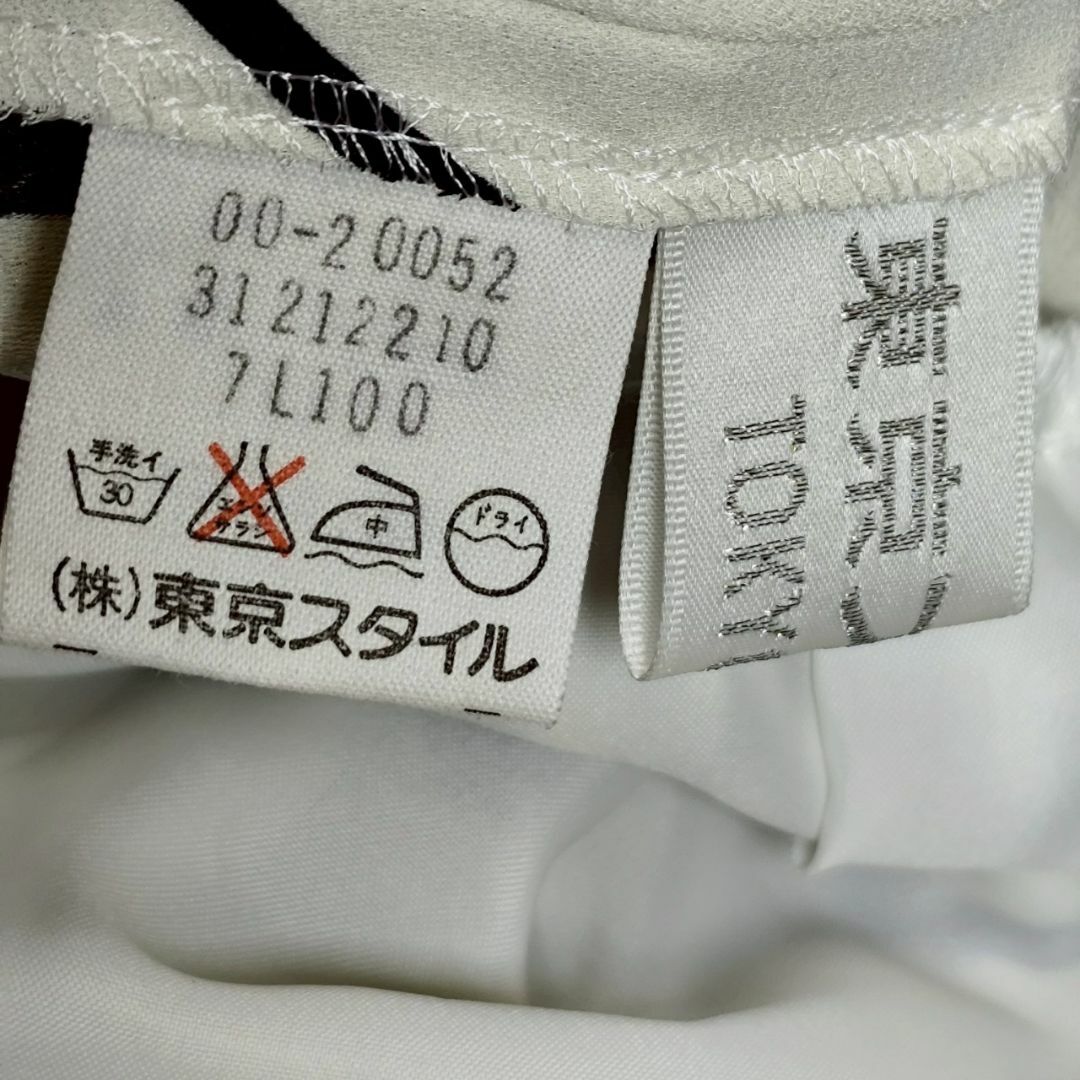 00-20052
31212210
7L100
手洗イ
30
エンソ
サラシ
中
ドライ
(株)東京スタイル
東京
TOKY